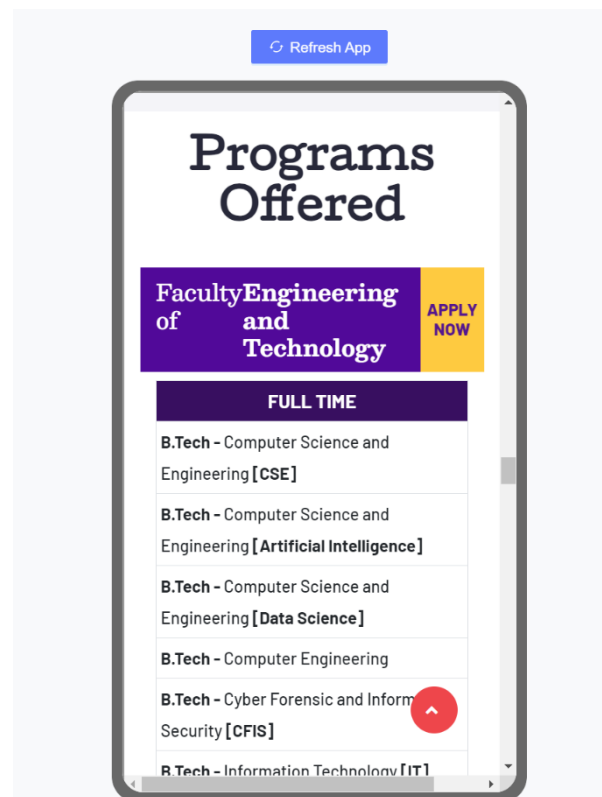 Refresh App
Programs
Offered
Faculty Engineering
of and
Technology
APPLY
NOW
FULL TIME
B.Tech - Computer Science and
Engineering [CSE]
B.Tech - Computer Science and
Engineering [Artificial Intelligence]
B.Tech - Computer Science and
Engineering [Data Science]
B.Tech - Computer Engineering
B.Tech - Cyber Forensic and Inform
Security [CFIS]
B.Tech - Information Technology [IT]